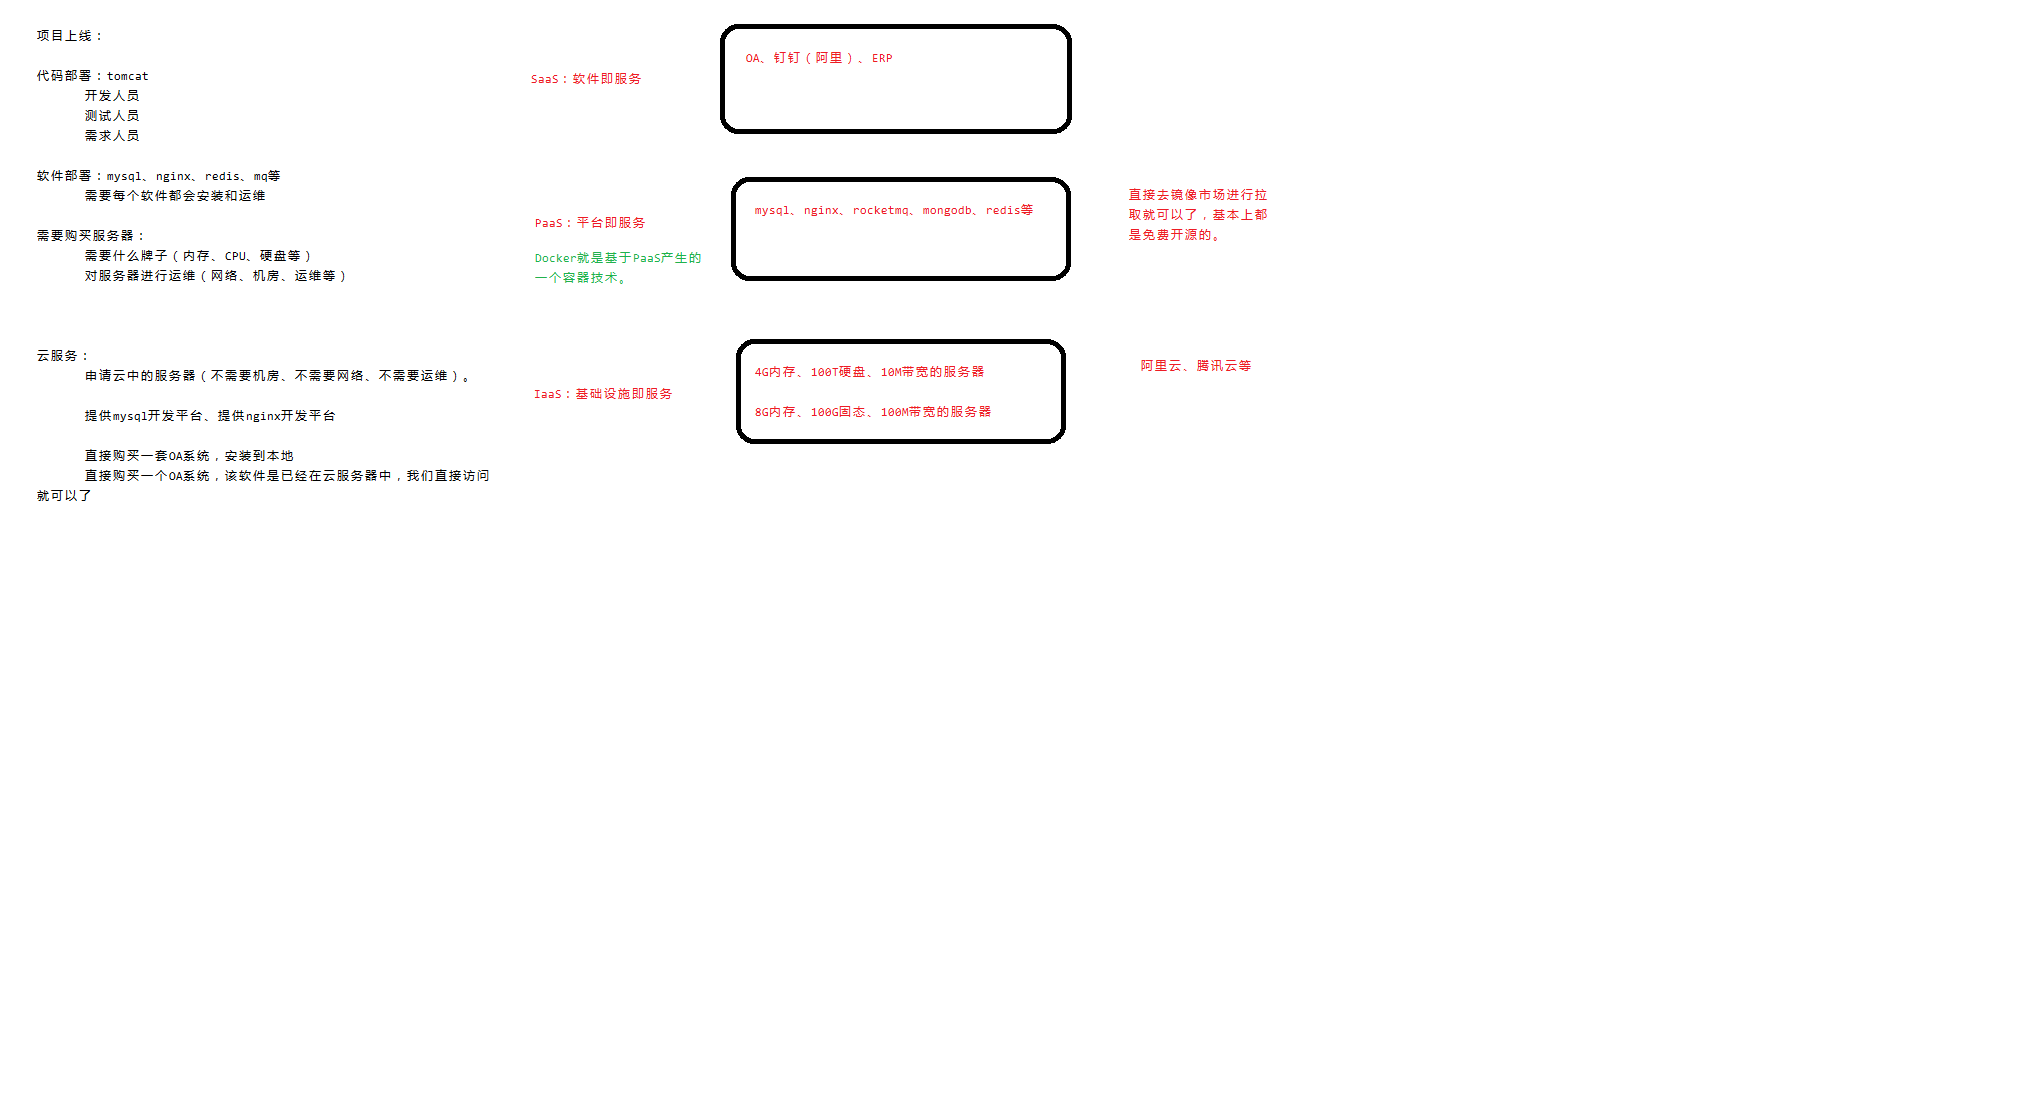 项目上线：
代码部署：tomcat
开发人员
测试人员
需求人员
软件部署：mysql、nginx、redis、mq等
需要每个软件都会安装和运维
需要购买服务器：
需要什么牌子（内存、CPU、硬盘等）
对服务器进行运维（网络、机房、运维等）
云服务：
申请云中的服务器（不需要机房、不需要网络、不需要运维）。
提供mysql开发平台、提供nginx开发平台
直接购买一套OA系统，安装到本地
直接购买一个OA系统，该软件是已经在云服务器中，我们直接访问
就可以了
SaaS：软件即服务
OA、钉钉（阿里）、ERP
PaaS：平台即服务
Docker就是基于PaaS产生的
一个容器技术。
mysql、nginx、rocketmq、mongodb、redis等
直接去镜像市场进行拉
取就可以了，基本上都
是免费开源的。
IaaS：基础设施即服务
4G内存、100T硬盘、10M带宽的服务器
8G内存、100G固态、100M带宽的服务器
阿里云、腾讯云等